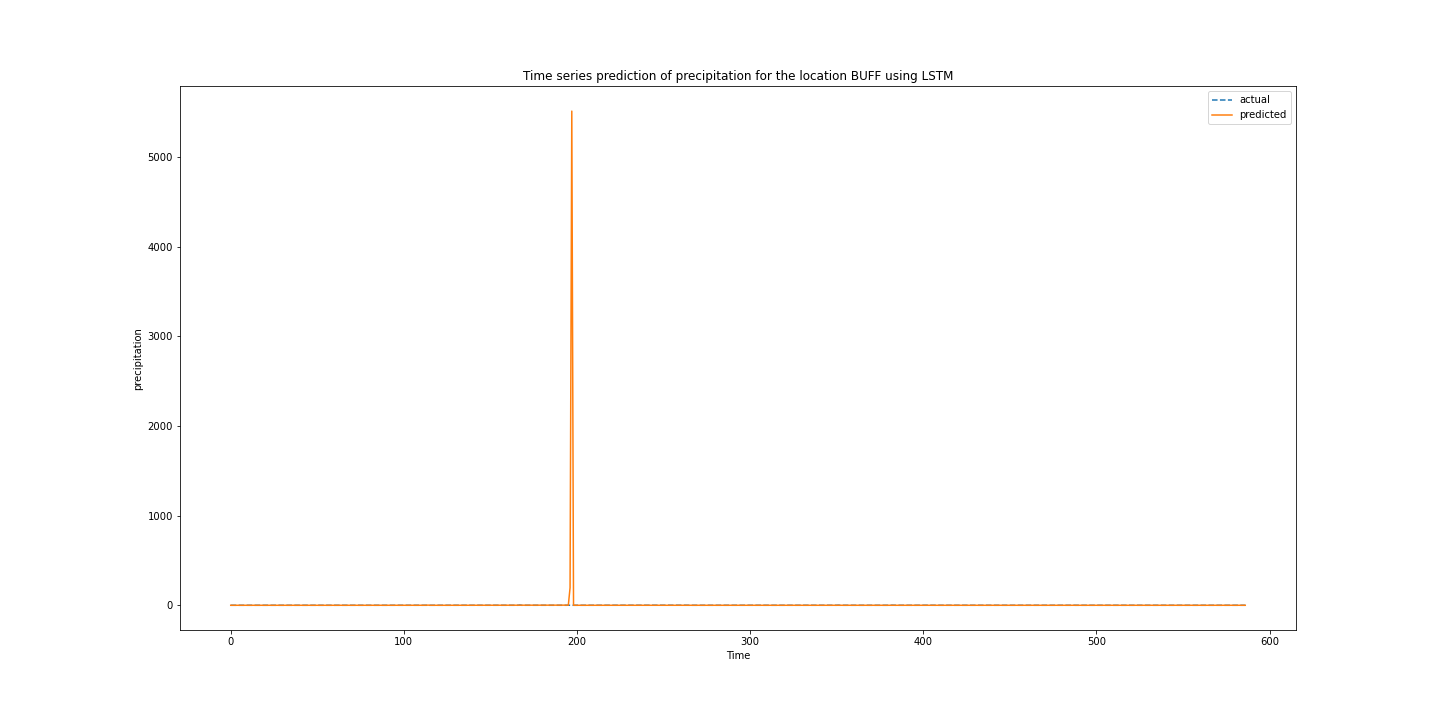 Time series prediction of precipitation for the location BUFF using LSTM
actual
predicted
5000
4000
3000
2000
1000
0
precipitation
0 100 200 300 400 500 600
Time